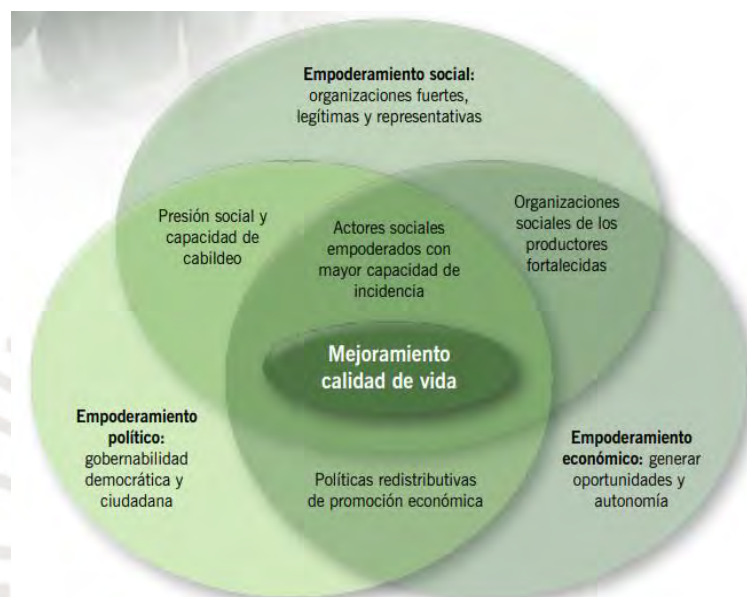 Empoderamiento social:
organizaciones fuertes,
legítimas y representativas
Presión social y
capacidad de
cabildeo
Actores sociales
empoderados con
mayor capacidad de
incidencia
Organizaciones
sociales de los
productores
fortalecidas
Mejoramiento
calidad de vida
Empoderamiento
político:
gobernabilidad
democrática y
ciudadana
Políticas redistributivas
de promoción económica
Empoderamiento
económico: generar
oportunidades y
autonomía